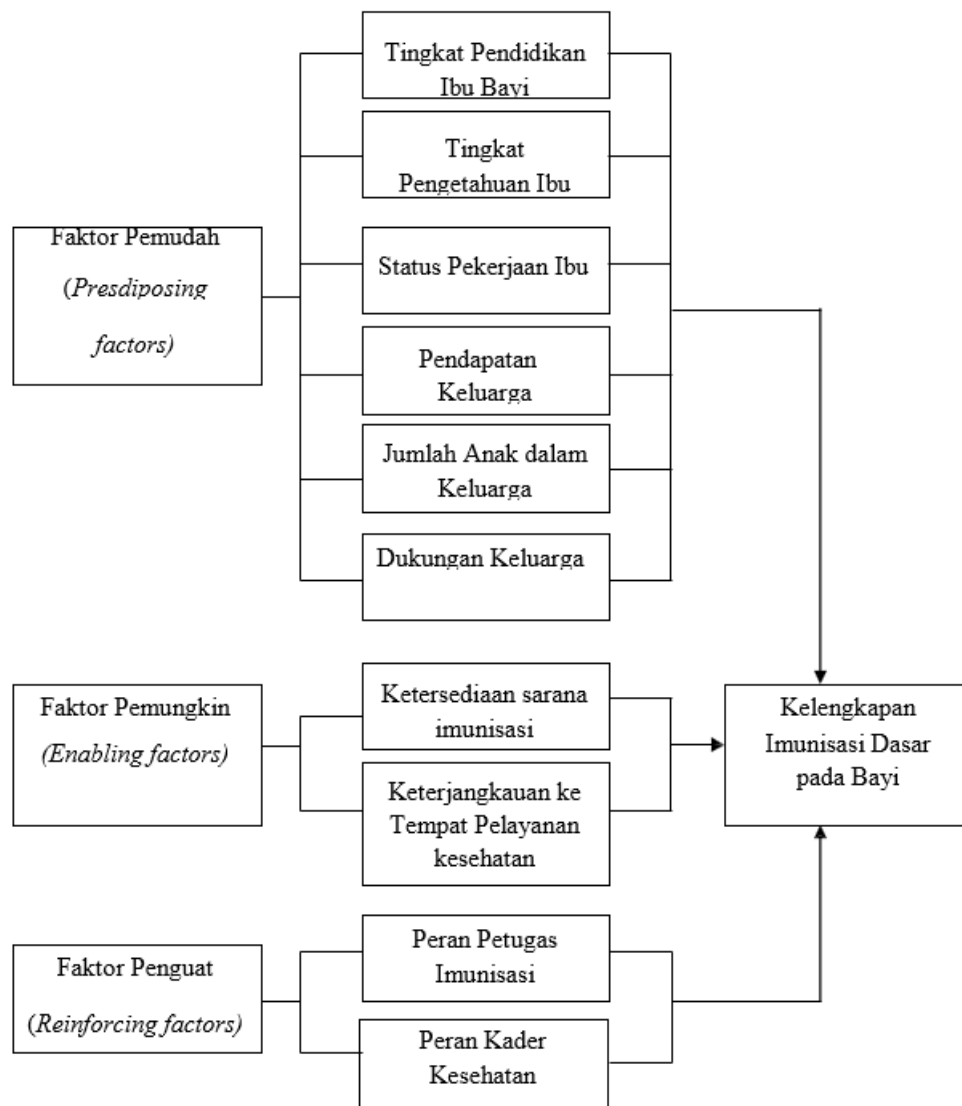 Tingkat Pendidikan
Ibu Bayi
Tingkat
Pengetahuan Ibu
Faktor Pemudah
(Presdiposing
factors)
Status Pekerjaan Ibu
Pendapatan
Keluarga
Jumlah Anak dalam
Keluarga
Dukungan Keluarga
Faktor Pemungkin
(Enabling factors)
Ketersediaan sarana
imunisasi
Keterjangkauan ke
Tempat Pelayanan
kesehatan
Kelengkapan
Imunisasi Dasar
pada Bayi
Faktor Penguat
(Reinforcing factors)
Peran Petugas
Imunisasi
Peran Kader
Kesehatan